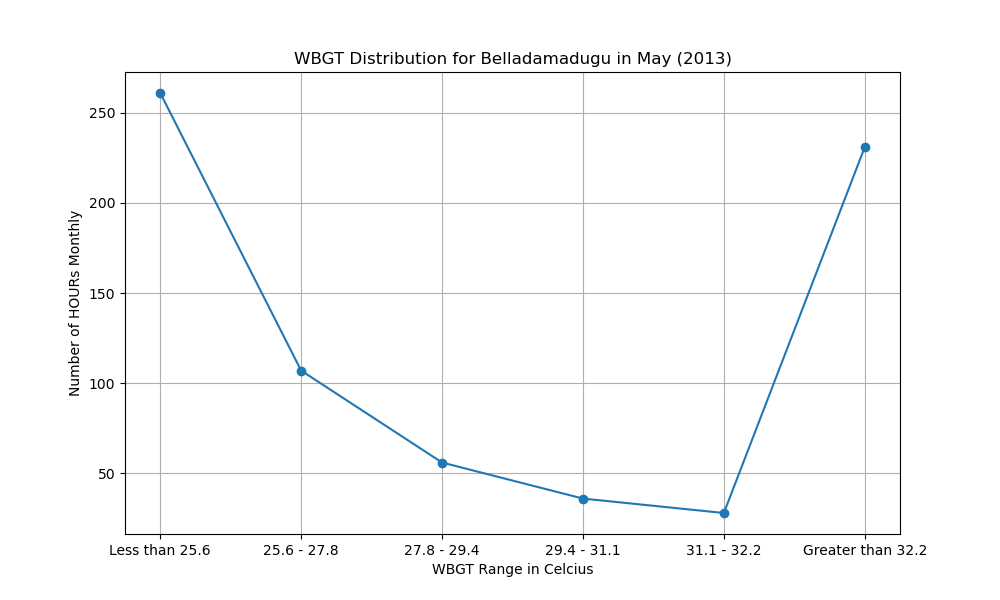 WBGT Distribution for Belladamadugu in May (2013)
Number of HOURs Monthly
250
200
150
100
50
Less than 25.6
25.6 - 27.8
27.8 - 29.4
29.4 - 31.1
31.1 - 32.2
Greater than 32.2
WBGT Range in Celcius